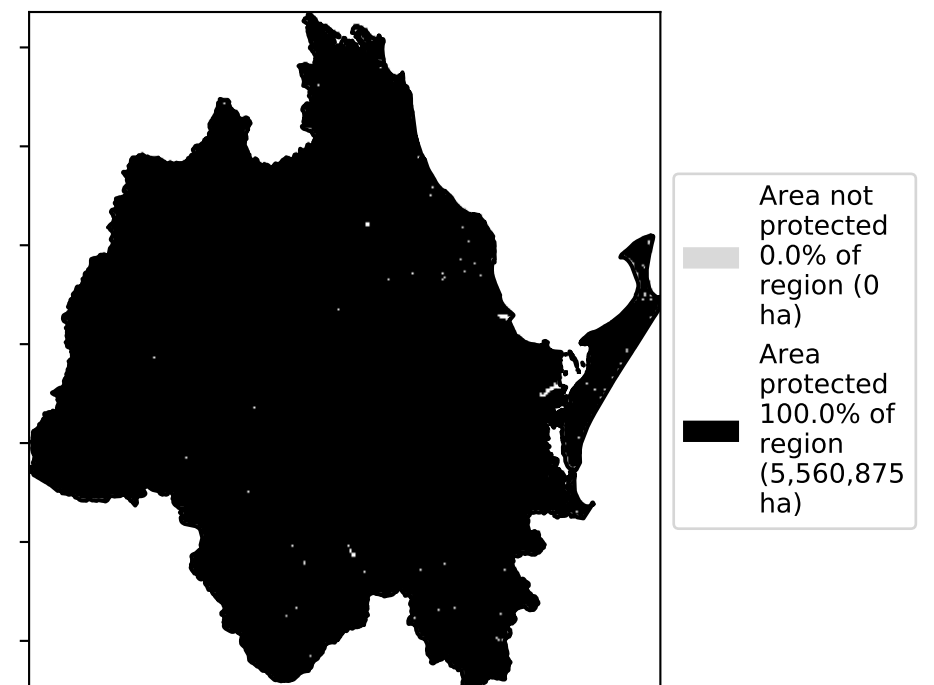 Area not
protected
0.0% of
region (0
ha)
Area
protected
100.0% of
region
(5,560,875
ha)